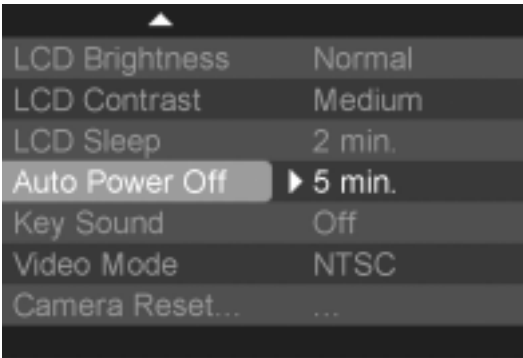 LCD Brightness Normal
LCD Contrast Medium
LCD Sleep 2 min.
Auto Power Off 5 min.
Key Sound Off
Video Mode NTSC
Camera Reset... ...